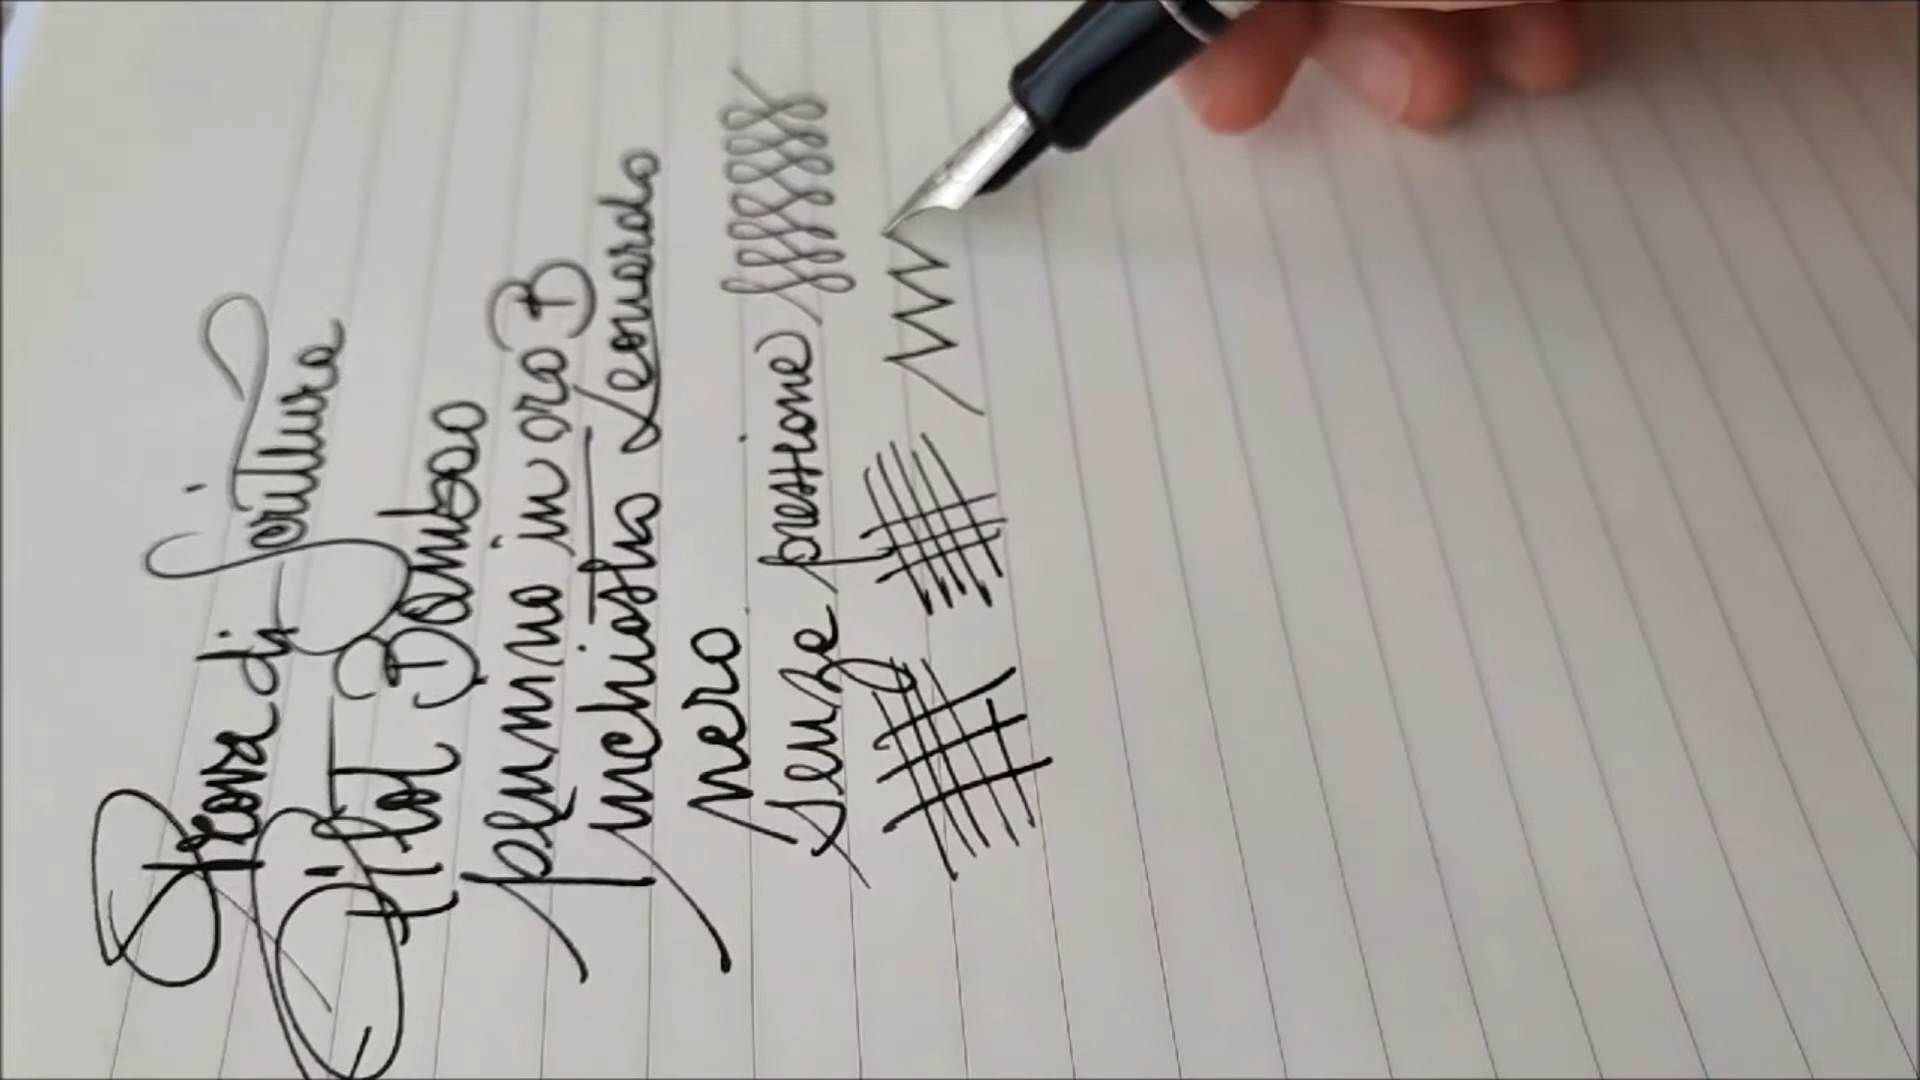 Prova di Scrittura
Pilot Bamboo
pennino in oro B
inchiostro Leonardo
nero
senza pressione